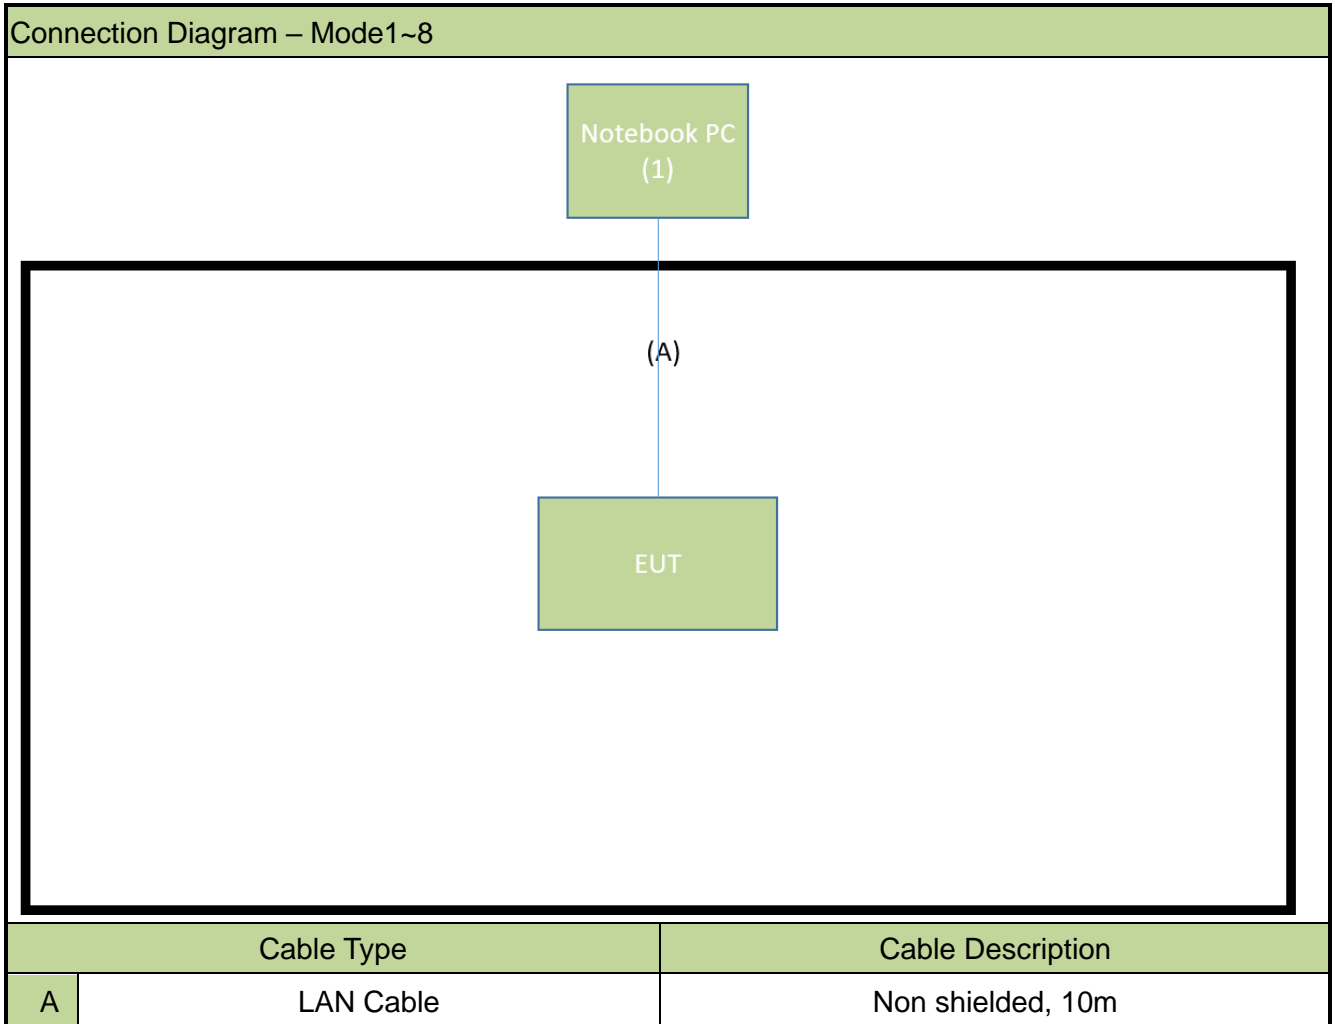 Connection Diagram – Mode1~8
Notebook PC
(1)
(A)
EUT
Cable Type Cable Description
A LAN Cable Non shielded, 10m